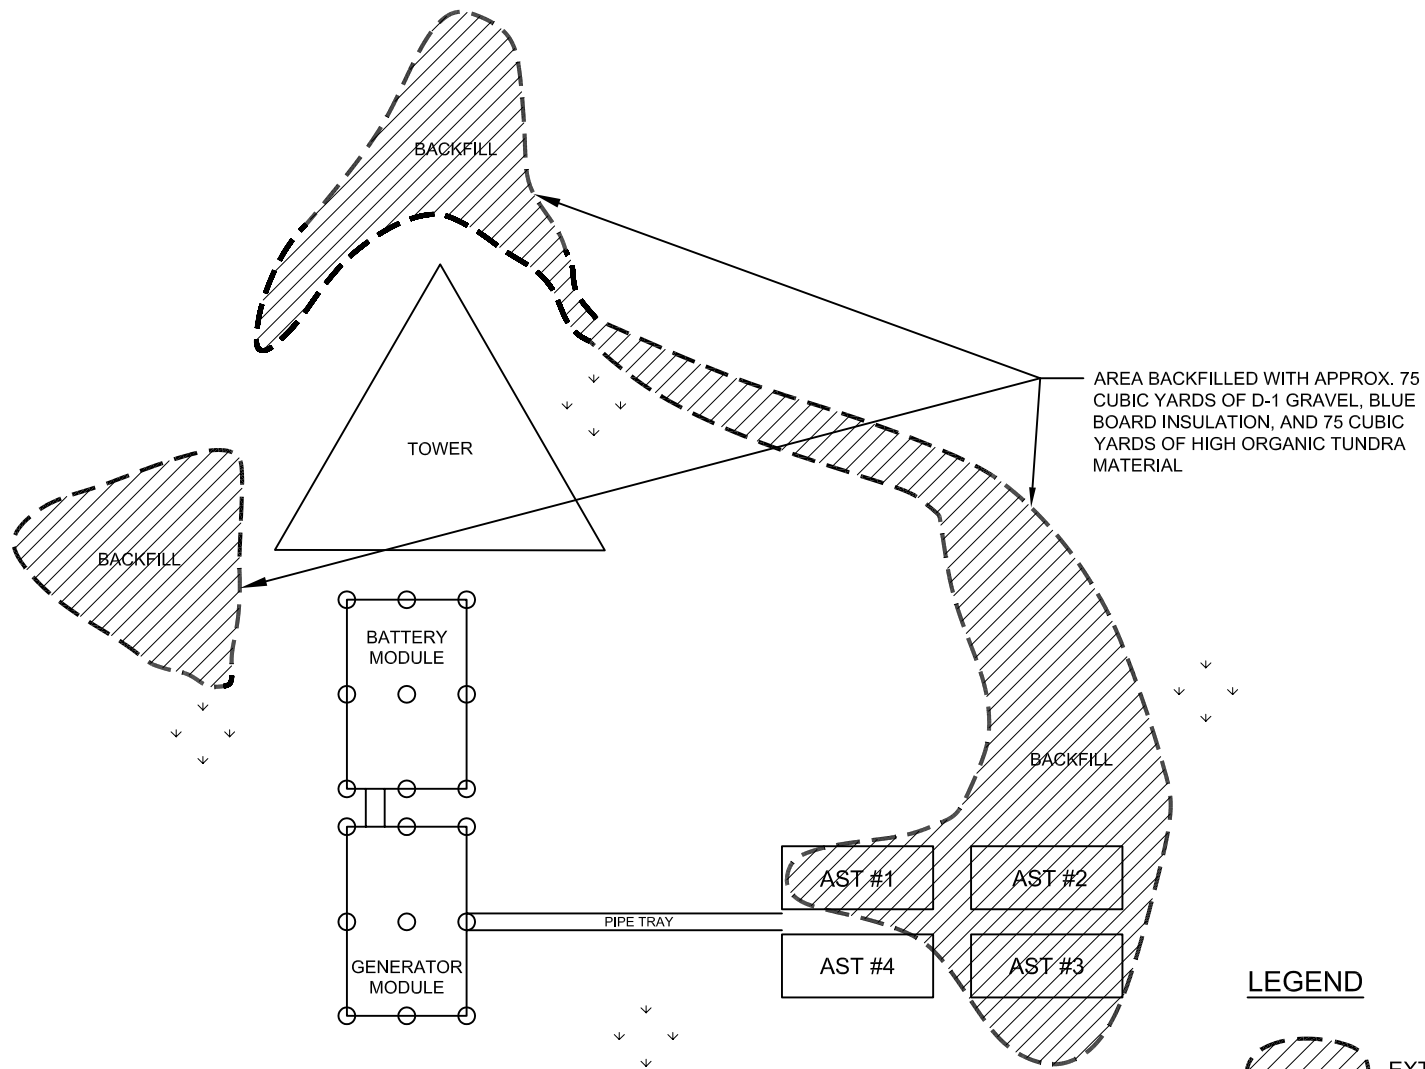 BACKFILL
AREA BACKFILLED WITH APPROX. 75
CUBIC YARDS OF D-1 GRAVEL, BLUE
BOARD INSULATION, AND 75 CUBIC
YARDS OF HIGH ORGANIC TUNDRA
MATERIAL
TOWER
BACKFILL
BATTERY
MODULE
BACKFILL
AST #1
AST #2
PIPE TRAY
GENERATOR
MODULE
AST #4
AST #3
LEGEND